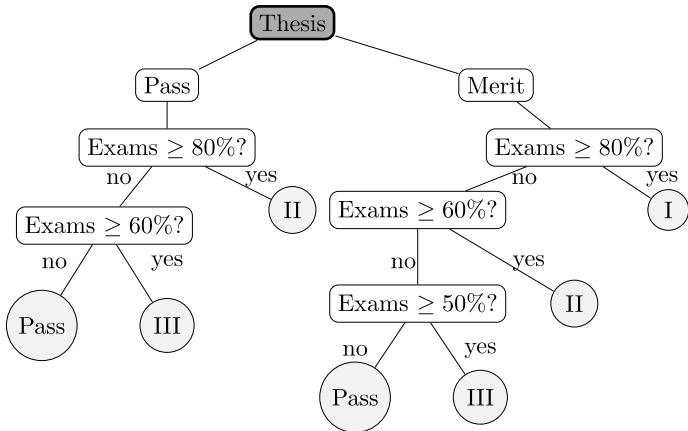 Thesis
Pass
Merit
Exams ≥ 80%?
Exams ≥ 80%?
no
yes
no
yes
Exams ≥ 60%?
II
Exams ≥ 60%?
I
no
yes
no
yes
Pass
III
Exams ≥ 50%?
II
no
yes
Pass
III